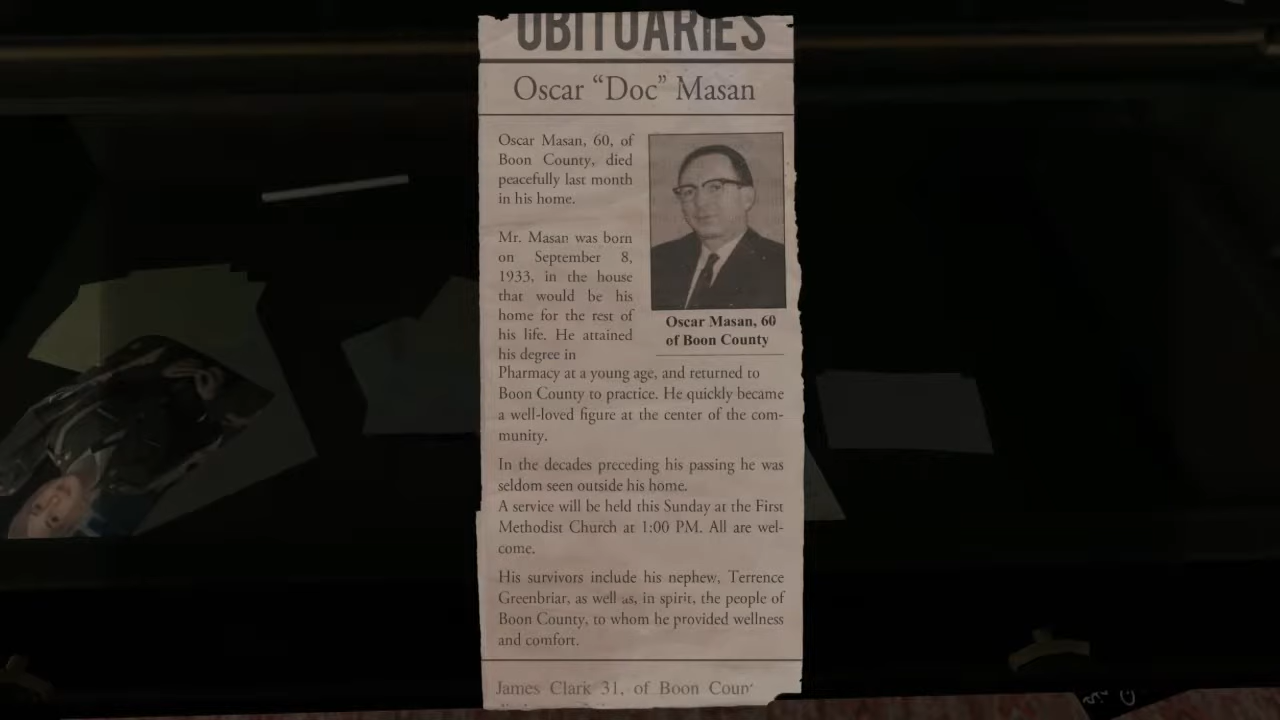 OBITUARIES
Oscar “Doc” Masan
Oscar Masan, 60, of
Boon County, died
peacefully last month
in his home.
Mr. Masan was born
on September 8,
1933, in the house
that would be his
home for the rest of
his life. He attained
his degree in
Pharmacy at a young age, and returned to
Boon County to practice. He quickly became
a well-loved figure at the center of the com-
munity.
In the decades preceding his passing he was
seldom seen outside his home.
A service will be held this Sunday at the First
Methodist Church at 1:00 PM. All are wel-
come.
His survivors include his nephew, Terrence
Greenbriar, as well as, in spirit, the people of
Boon County, to whom he provided wellness
and comfort.
Oscar Masan, 60
of Boon County
James Clark 31, of Boon Coun